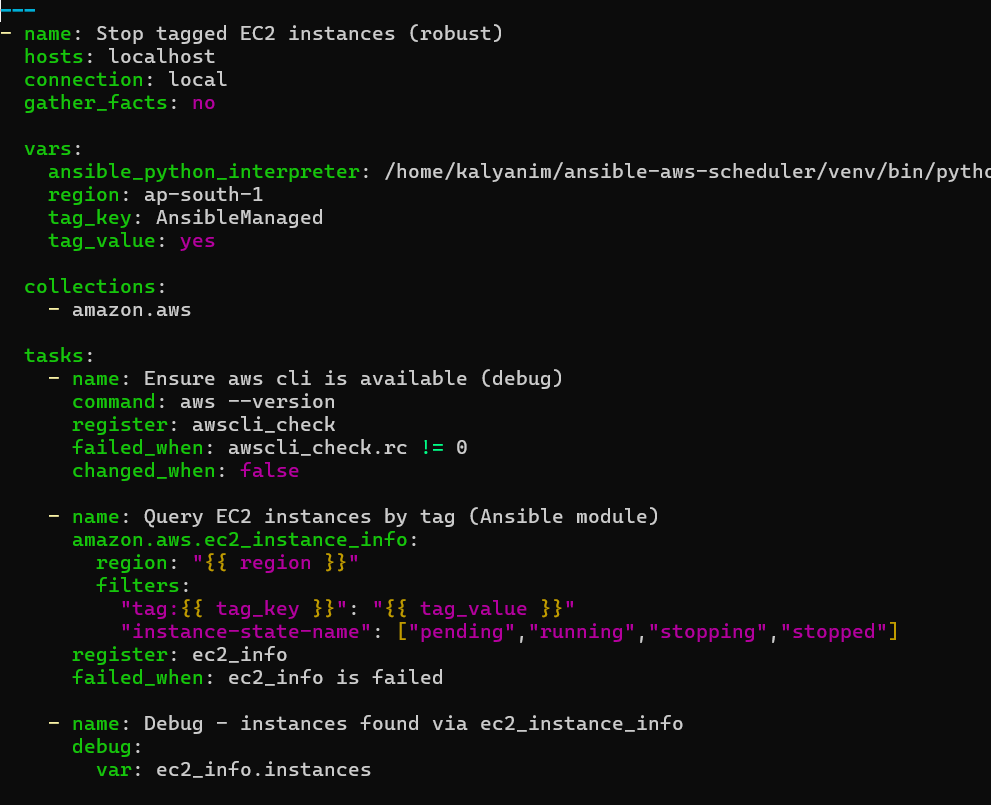 ---
- name: Stop tagged EC2 instances (robust)
  hosts: localhost
  connection: local
  gather_facts: no

  vars:
    ansible_python_interpreter: /home/kalyanim/ansible-aws-scheduler/venv/bin/pytho
    region: ap-south-1
    tag_key: AnsibleManaged
    tag_value: yes

  collections:
    - amazon.aws

  tasks:
    - name: Ensure aws cli is available (debug)
      command: aws --version
      register: awscli_check
      failed_when: awscli_check.rc != 0
      changed_when: false

    - name: Query EC2 instances by tag (Ansible module)
      amazon.aws.ec2_instance_info:
        region: "{{ region }}"
        filters:
          "tag:{{ tag_key }}": "{{ tag_value }}"
          "instance-state-name": ["pending","running","stopping","stopped"]
      register: ec2_info
      failed_when: ec2_info is failed

    - name: Debug - instances found via ec2_instance_info
      debug:
        var: ec2_info.instances